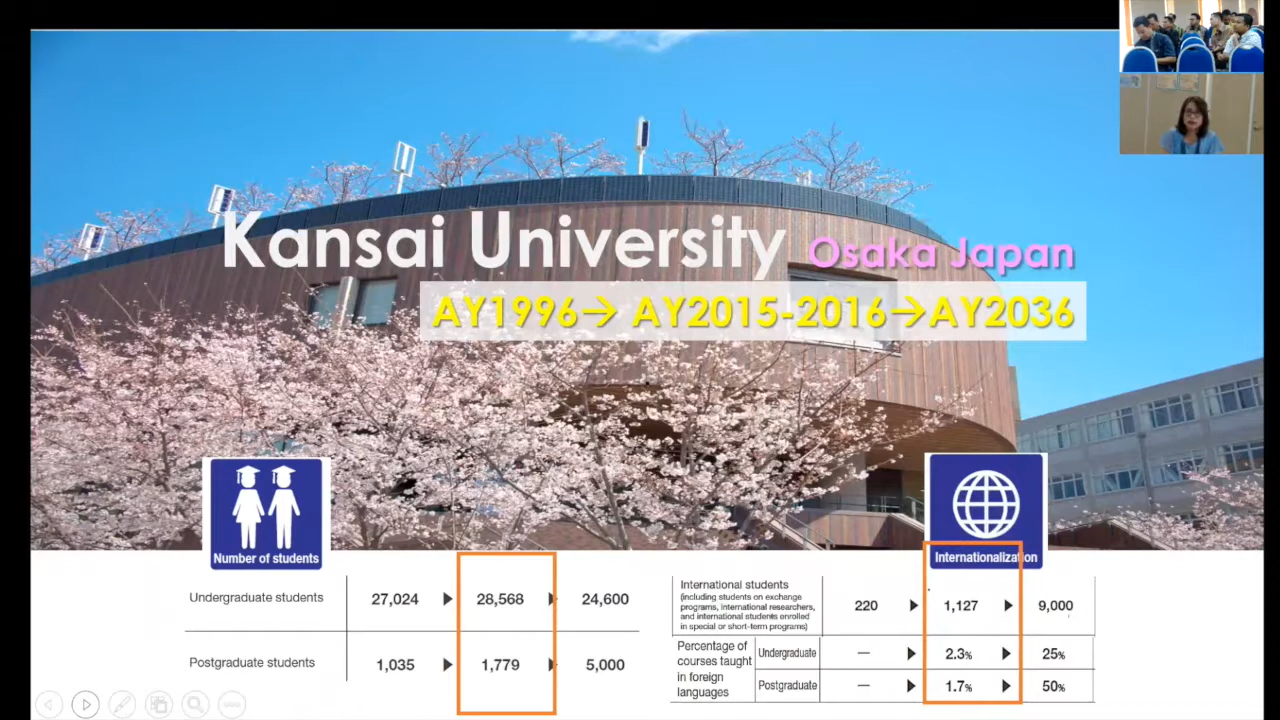 Kansai University Osaka Japan
AY1996→ AY2015-2016→AY2036
Number of students
Undergraduate students 27,024 ▶ 28,568 ▶ 24,600
Postgraduate students 1,035 ▶ 1,779 ▶ 5,000
Internationalization
International students
(including students on exchange
programs, international researchers,
and international students enrolled
in special or short-term programs)
220 ▶ 1,127 ▶ 9,000
Percentage of
courses taught
in foreign
languages
Undergraduate — ▶ 2.3% ▶ 25%
Postgraduate — ▶ 1.7% ▶ 50%